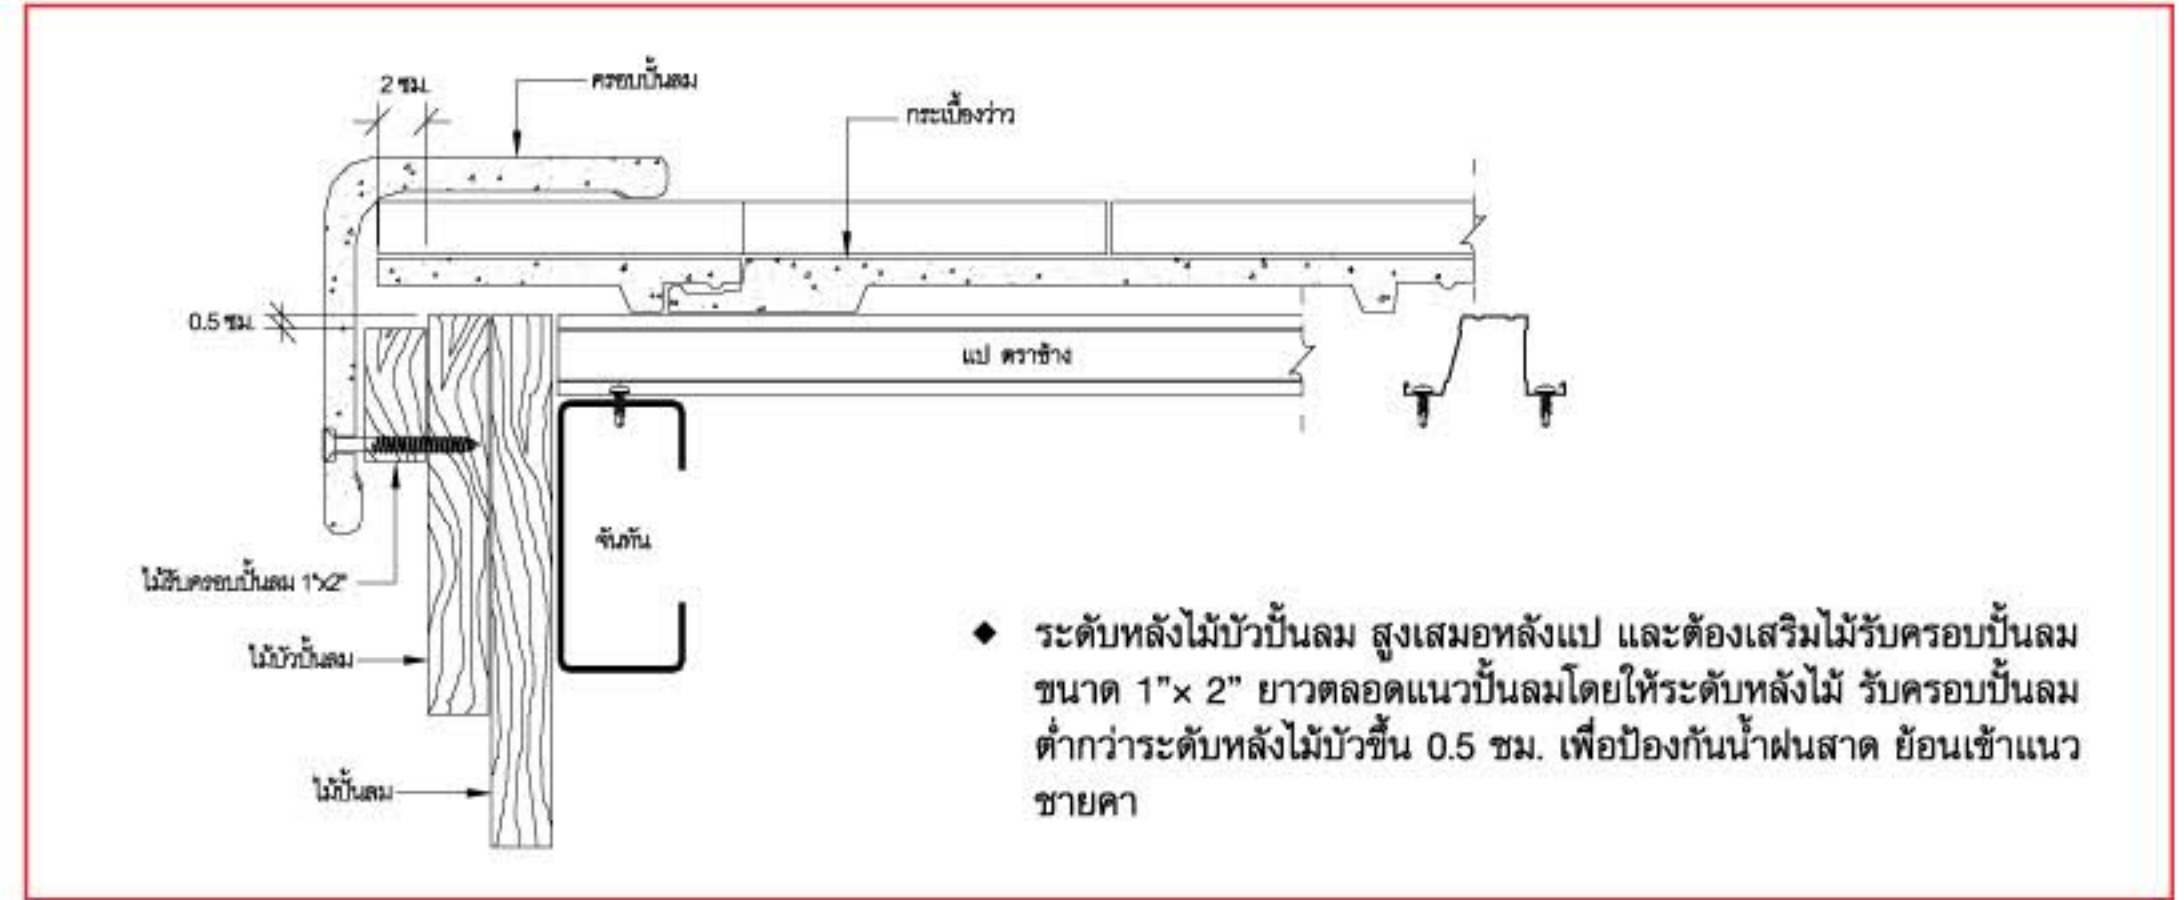 2 ซม.
ครอบปั้นลม
กระเบื้องว่าว
0.5 ซม.
แป ตราช้าง
จันทัน
ไม้รับครอบปั้นลม 1"x2"
ไม้บัวปั้นลม
ไม้ปั้นลม
◆ ระดับหลังไม้บัวปั้นลม สูงเสมอหลังแป และต้องเสริมไม้รับครอบปั้นลม
ขนาด 1"× 2" ยาวตลอดแนวปั้นลมโดยให้ระดับหลังไม้ รับครอบปั้นลม
ต่ำกว่าระดับหลังไม้บัวขึ้น 0.5 ซม. เพื่อป้องกันน้ำฝนสาด ย้อนเข้าแนว
ชายคา